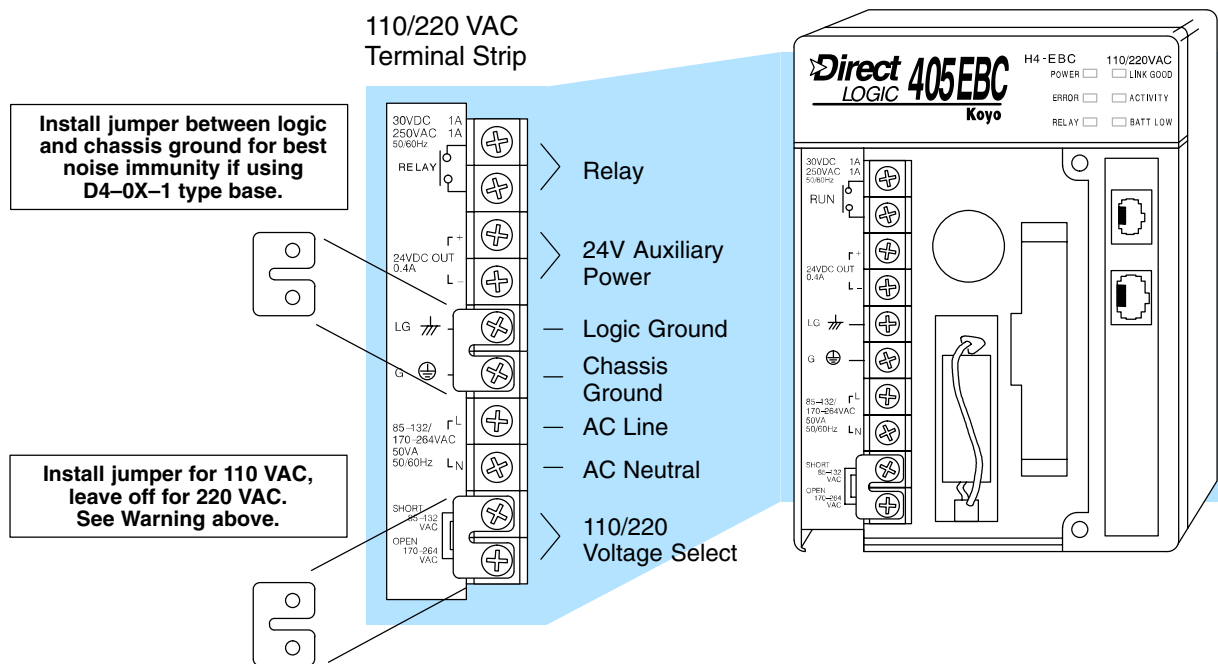 110/220 VAC
Terminal Strip
Install jumper between logic
and chassis ground for best
noise immunity if using
D4–0X–1 type base.
Install jumper for 110 VAC,
leave off for 220 VAC.
See Warning above.
30VDC 1A
250VAC 1A
50/60Hz
RELAY
+
24VDC OUT
0.4A
–
LG
G
L
85–132/
170–264VAC
50VA
50/60Hz
N
SHORT
85–132
VAC
OPEN
170–264
VAC
Relay
24V Auxiliary
Power
Logic Ground
Chassis
Ground
AC Line
AC Neutral
110/220
Voltage Select
Direct
LOGIC
405EBC
Koyo
H4-EBC 110/220VAC
POWER LINK GOOD
ERROR ACTIVITY
RELAY BATT LOW
30VDC 1A
250VAC 1A
50/60Hz
RUN
+
24VDC OUT
0.4A
–
LG
G
L
85–132/
170–264VAC
50VA
50/60Hz
N
SHORT
85–132
VAC
OPEN
170–264
VAC